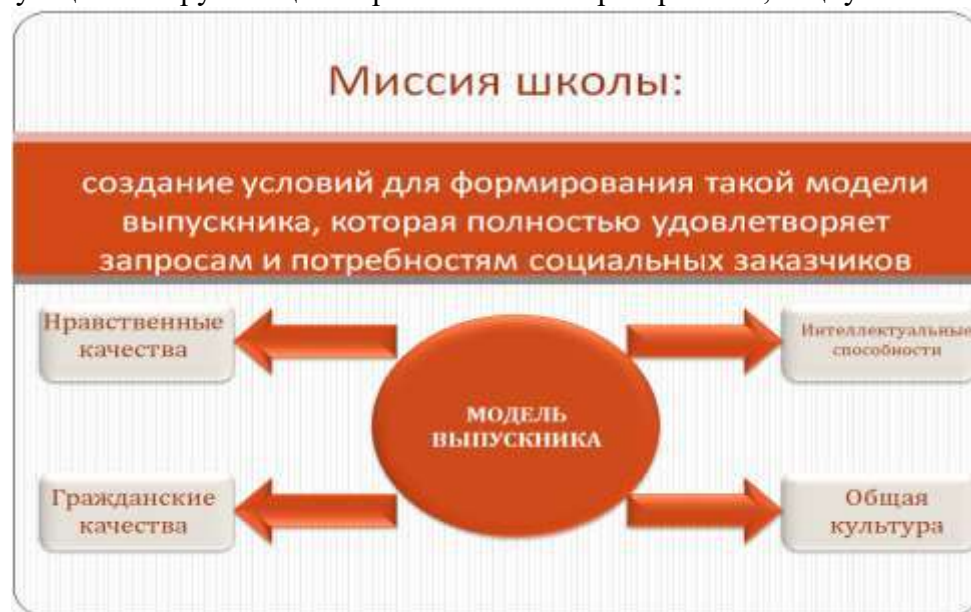 Миссия школы:
создание условий для формирования такой модели
выпускника, которая полностью удовлетворяет
запросам и потребностям социальных заказчиков
Нравственные
качества
Интеллектуальные
способности
МОДЕЛЬ
ВЫПУСКНИКА
Гражданские
качества
Общая
культура